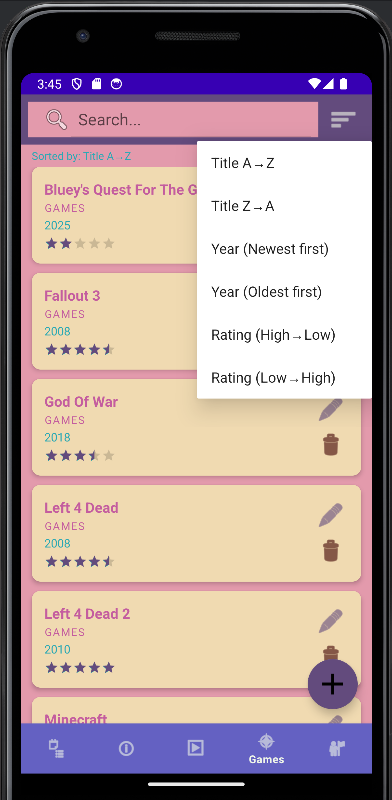 3:45
Search...
Sorted by: Title A→Z
Title A→Z
Title Z→A
Year (Newest first)
Year (Oldest first)
Rating (High→Low)
Rating (Low→High)
Bluey's Quest For The G
GAMES
2025
Fallout 3
GAMES
2008
God Of War
GAMES
2018
Left 4 Dead
GAMES
2008
Left 4 Dead 2
GAMES
2010
Minecraft
Games